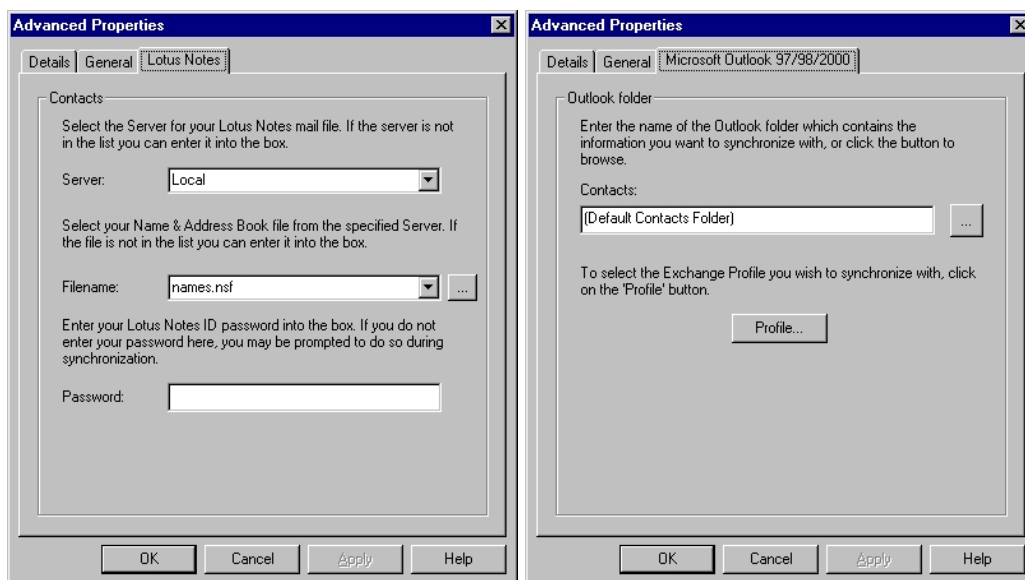 Advanced Properties
Details General Lotus Notes
Contacts
Select the Server for your Lotus Notes mail file. If the server is not
in the list you can enter it into the box.
Server: Local
Select your Name & Address Book file from the specified Server. If
the file is not in the list you can enter it into the box.
Filename: names.nsf ...
Enter your Lotus Notes ID password into the box. If you do not
enter your password here, you may be prompted to do so during
synchronization.
Password:
OK Cancel Apply Help
Advanced Properties
Details General Microsoft Outlook 97/98/2000
Outlook folder
Enter the name of the Outlook folder which contains the
information you want to synchronize with, or click the button to
browse.
Contacts:
(Default Contacts Folder) ...
To select the Exchange Profile you wish to synchronize with, click
on the 'Profile' button.
Profile...
OK Cancel Apply Help